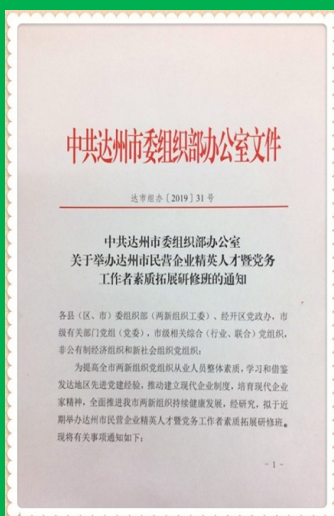 中共达州市委组织部办公室文件
达市组办〔2019〕31号
中共达州市委组织部办公室
关于举办达州市民营企业精英人才暨党务
工作者素质拓展研修班的通知
各县（区、市）委组织部（两新组织工委）、经开区党政办，市
级有关部门党组（党委），市级相关综合（行业、联合）党组织，
非公有制经济组织和新社会组织党组织：
为提高全市两新组织党组织从业人员整体素质，学习和借鉴
发达地区先进党建经验，推动建立现代企业制度，培育现代企业
家精神，全面推进我市两新组织持续健康发展，经研究，拟于近
期举办达州市民营企业精英人才暨党务工作者素质拓展研修班。
现将有关事项通知如下：
- 1 -